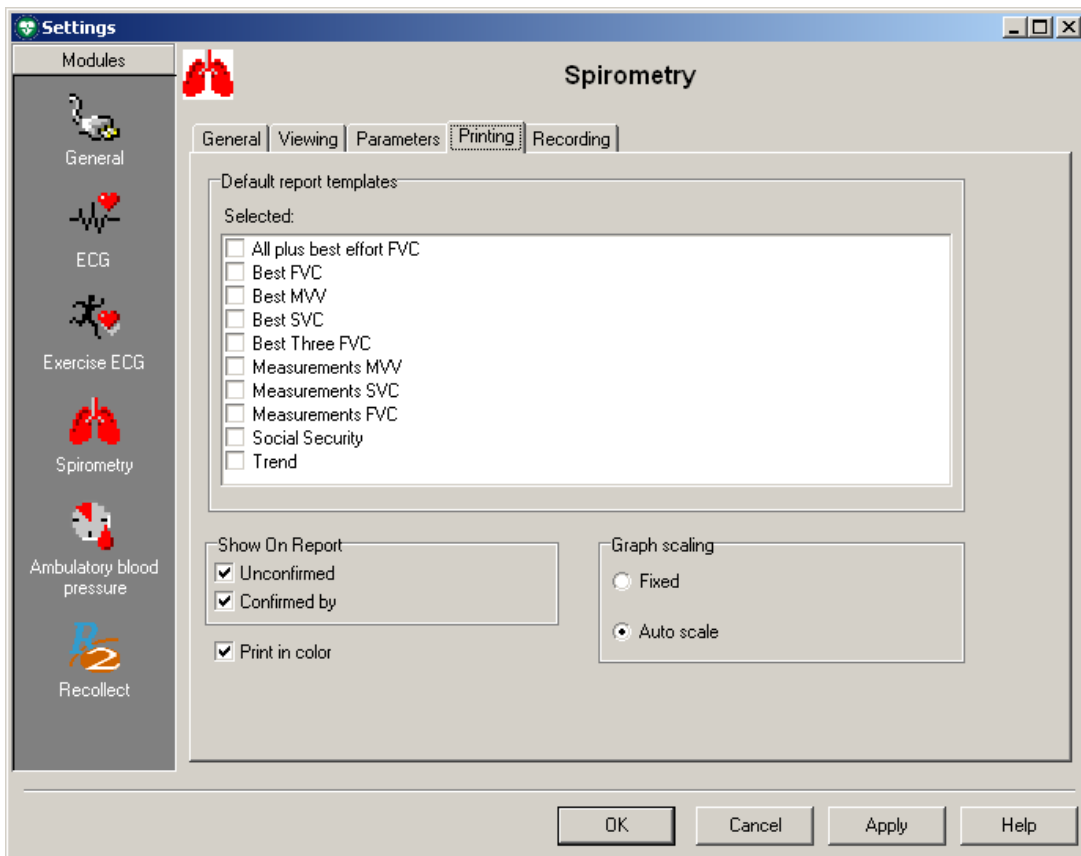 Settings
Modules
General
ECG
Exercise ECG
Spirometry
Ambulatory blood
pressure
R2
Recollect
Spirometry
General Viewing Parameters Printing Recording
Default report templates
Selected:
All plus best effort FVC
Best FVC
Best MVV
Best SVC
Best Three FVC
Measurements MVV
Measurements SVC
Measurements FVC
Social Security
Trend
Show On Report
Unconfirmed
Confirmed by
Print in color
Graph scaling
Fixed
Auto scale
OK Cancel Apply Help